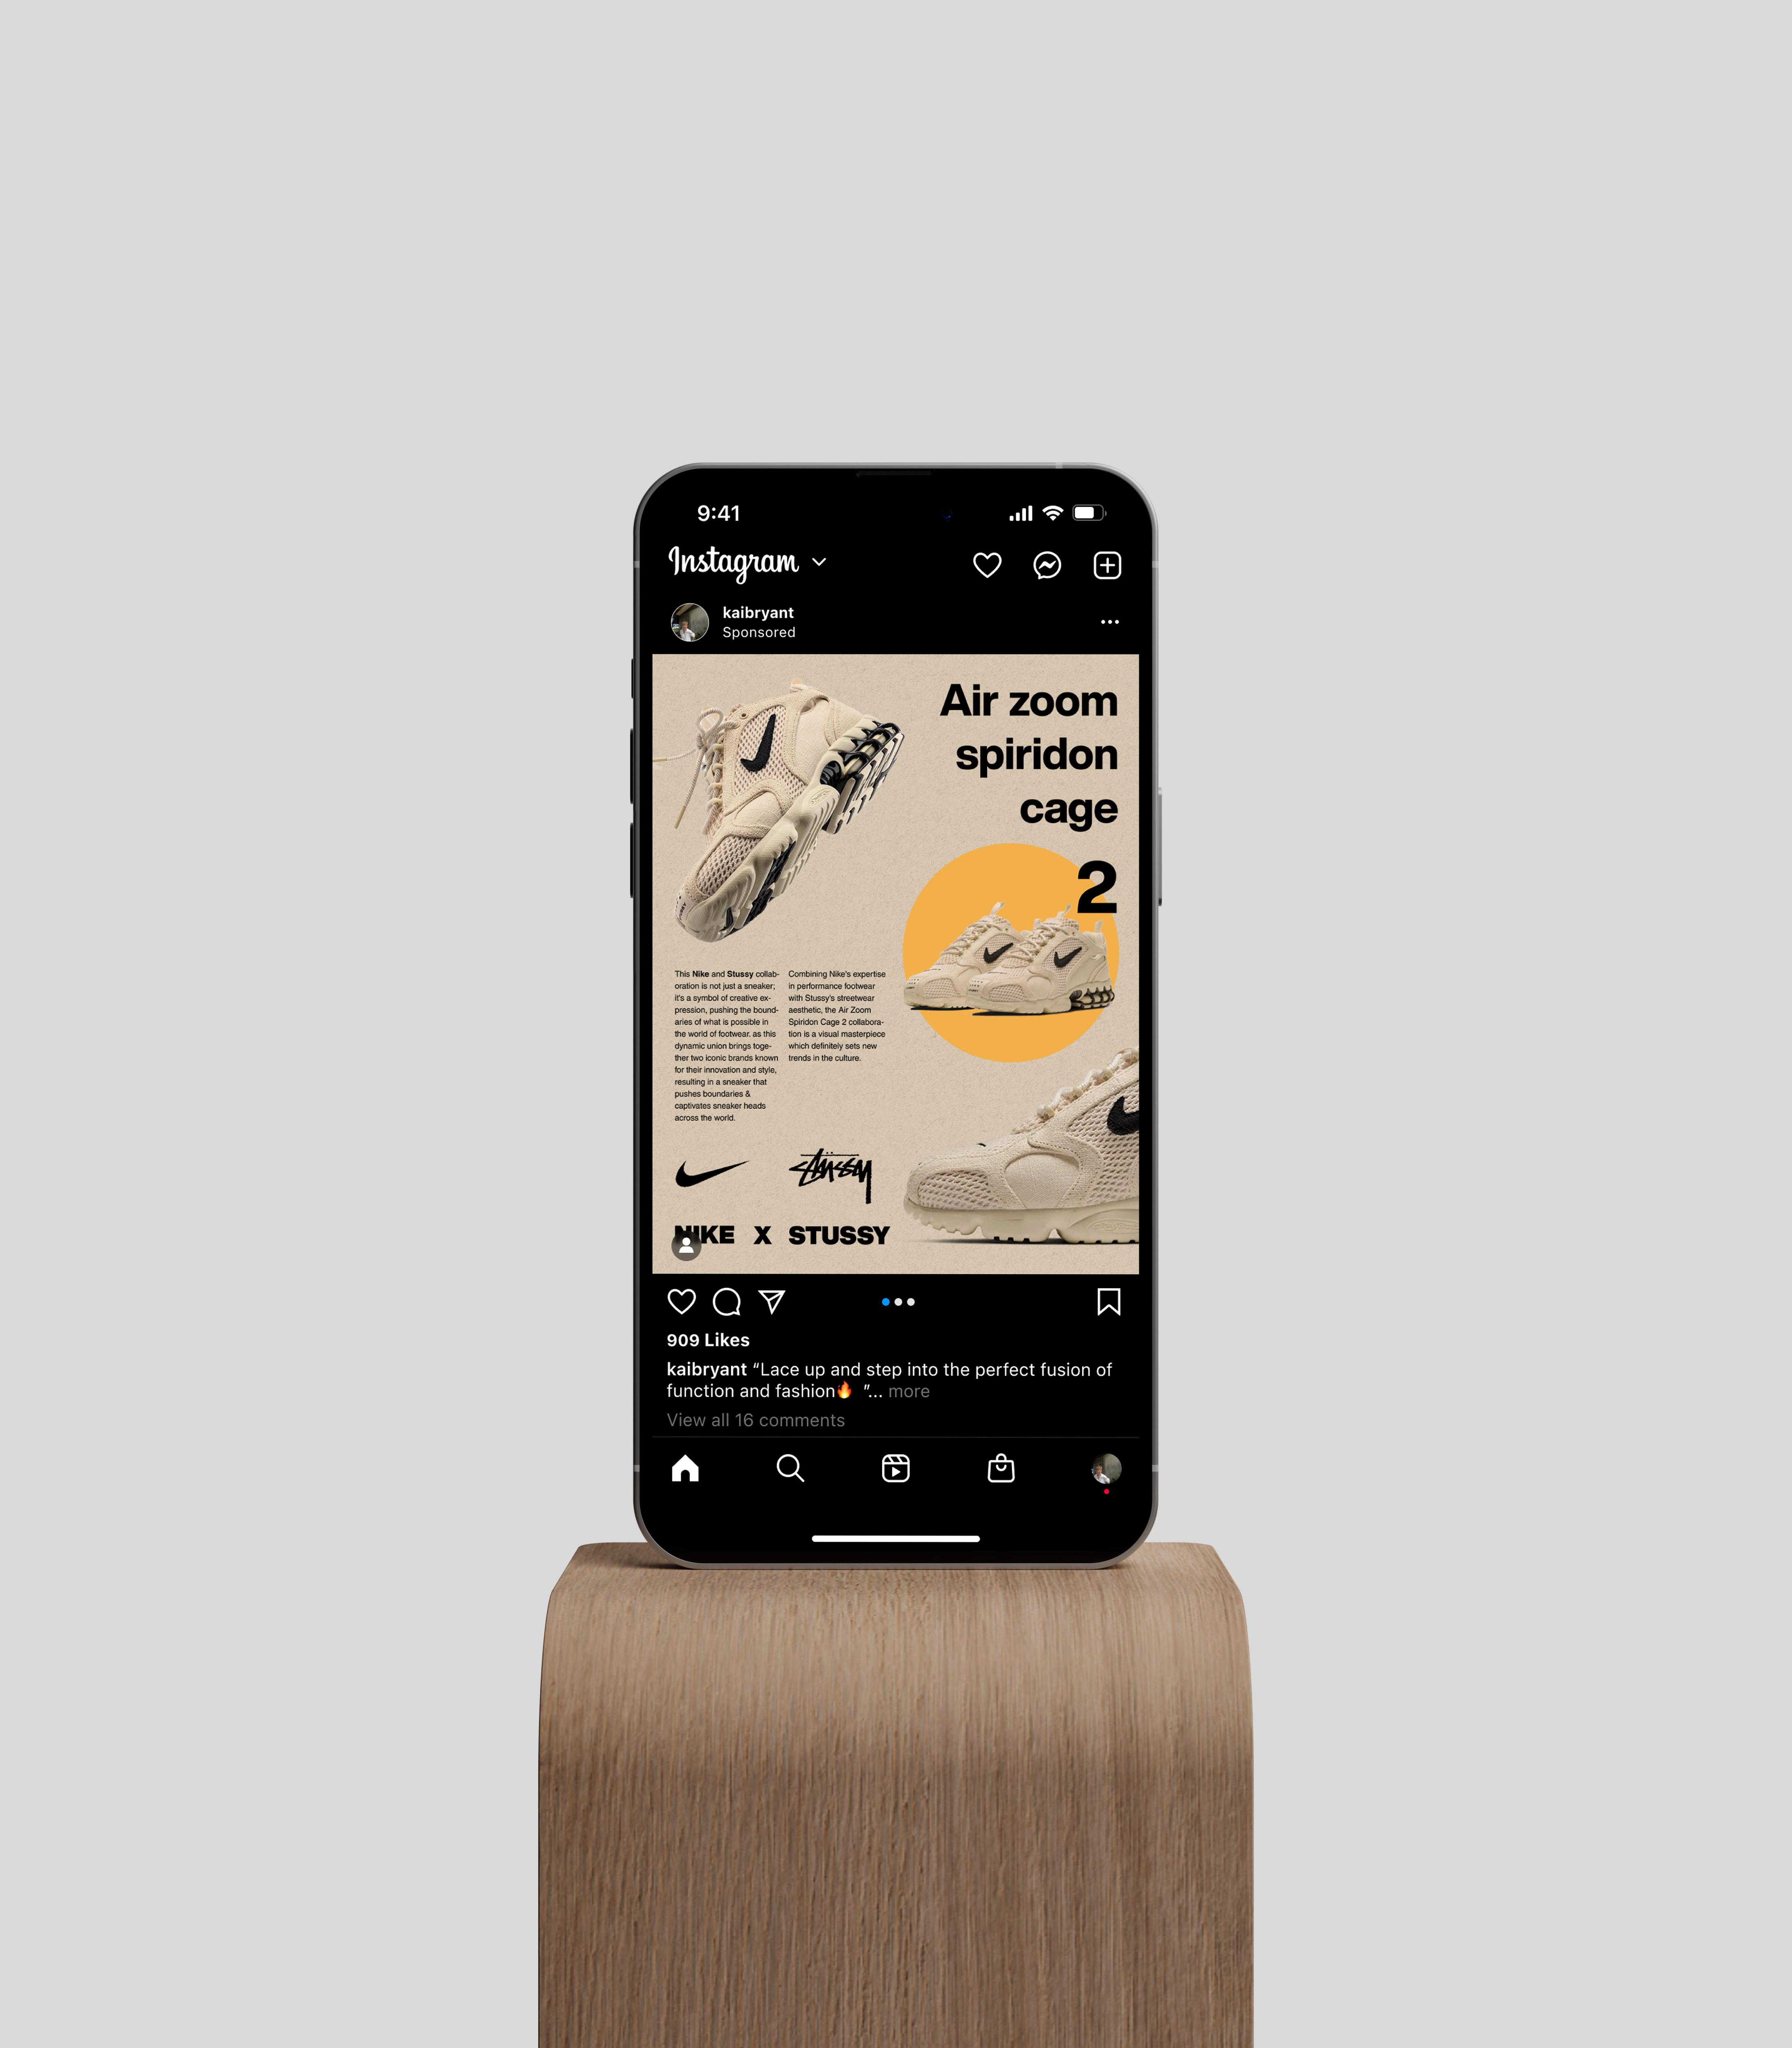 9:41
Instagram
kaibryant
Sponsored
Air zoom
spiridon
cage
2
This Nike and Stussy collab-
oration is not just a sneaker;
it's a symbol of creative ex-
pression, pushing the bound-
aries of what is possible in
the world of footwear. as this
dynamic union brings toge-
ther two iconic brands known
for their innovation and style,
resulting in a sneaker that
pushes boundaries &
captivates sneaker heads
across the world.
Combining Nike's expertise
in performance footwear
with Stussy's streetwear
aesthetic, the Air Zoom
Spiridon Cage 2 collabora-
tion is a visual masterpiece
which definitely sets new
trends in the culture.
Stüssy
NIKE X STUSSY
909 Likes
kaibryant “Lace up and step into the perfect fusion of
function and fashion🔥 ”... more
View all 16 comments